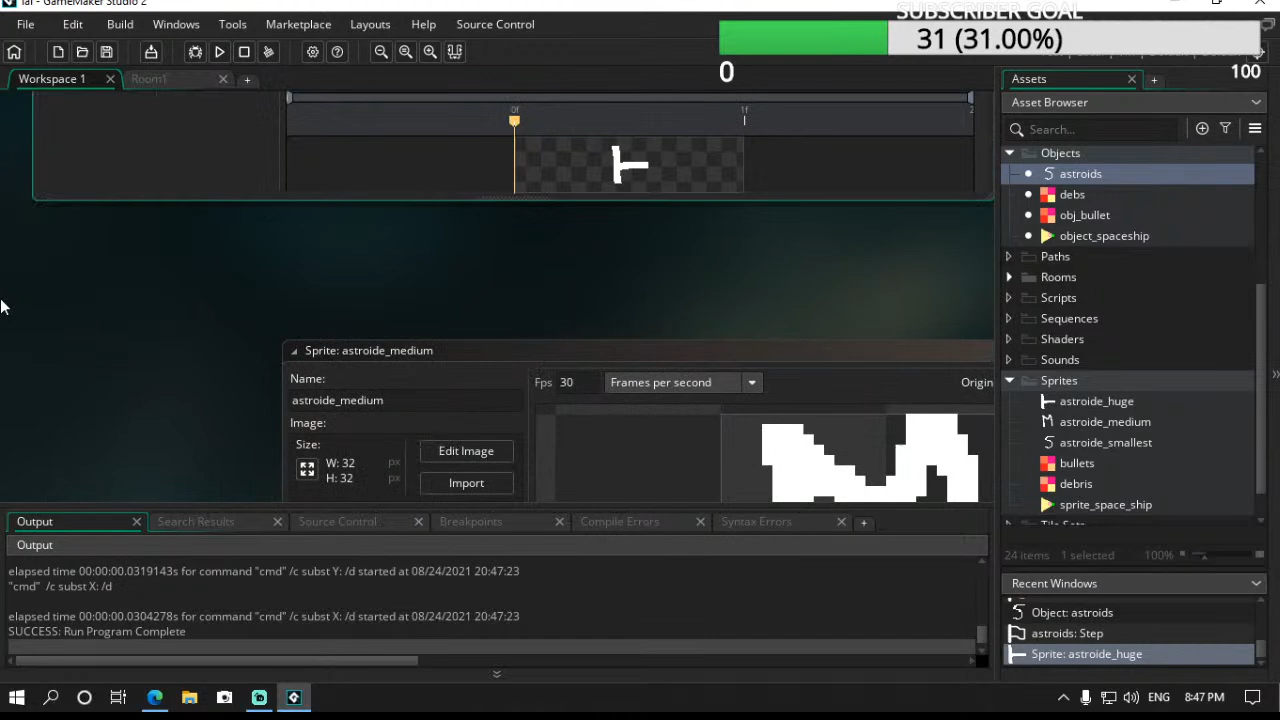 GameMaker Studio 2
SUBSCRIBER GOAL
File Edit Build Windows Tools Marketplace Layouts Help Source Control
31 (31.00%)
0
100
Workspace 1
Room1
Assets
Asset Browser
Search...
0f
1f
2
Objects
astroids
debs
obj_bullet
object_spaceship
Paths
Rooms
Scripts
Sequences
Shaders
Sounds
Sprites
astroide_huge
astroide_medium
astroide_smallest
bullets
debris
sprite_space_ship
24 items 1 selected 100%
Sprite: astroide_medium
Name:
astroide_medium
Image:
Size:
W: 32 px
H: 32 px
Edit Image
Import
Fps 30 Frames per second
Origin
Output Search Results Source Control Breakpoints Compile Errors Syntax Errors
Output
elapsed time 00:00:00.0319143s for command "cmd" /c subst Y: /d started at 08/24/2021 20:47:23
"cmd" /c subst X: /d
elapsed time 00:00:00.0304278s for command "cmd" /c subst X: /d started at 08/24/2021 20:47:23
SUCCESS: Run Program Complete
Recent Windows
Object: astroids
astroids: Step
Sprite: astroide_huge
ENG 8:47 PM